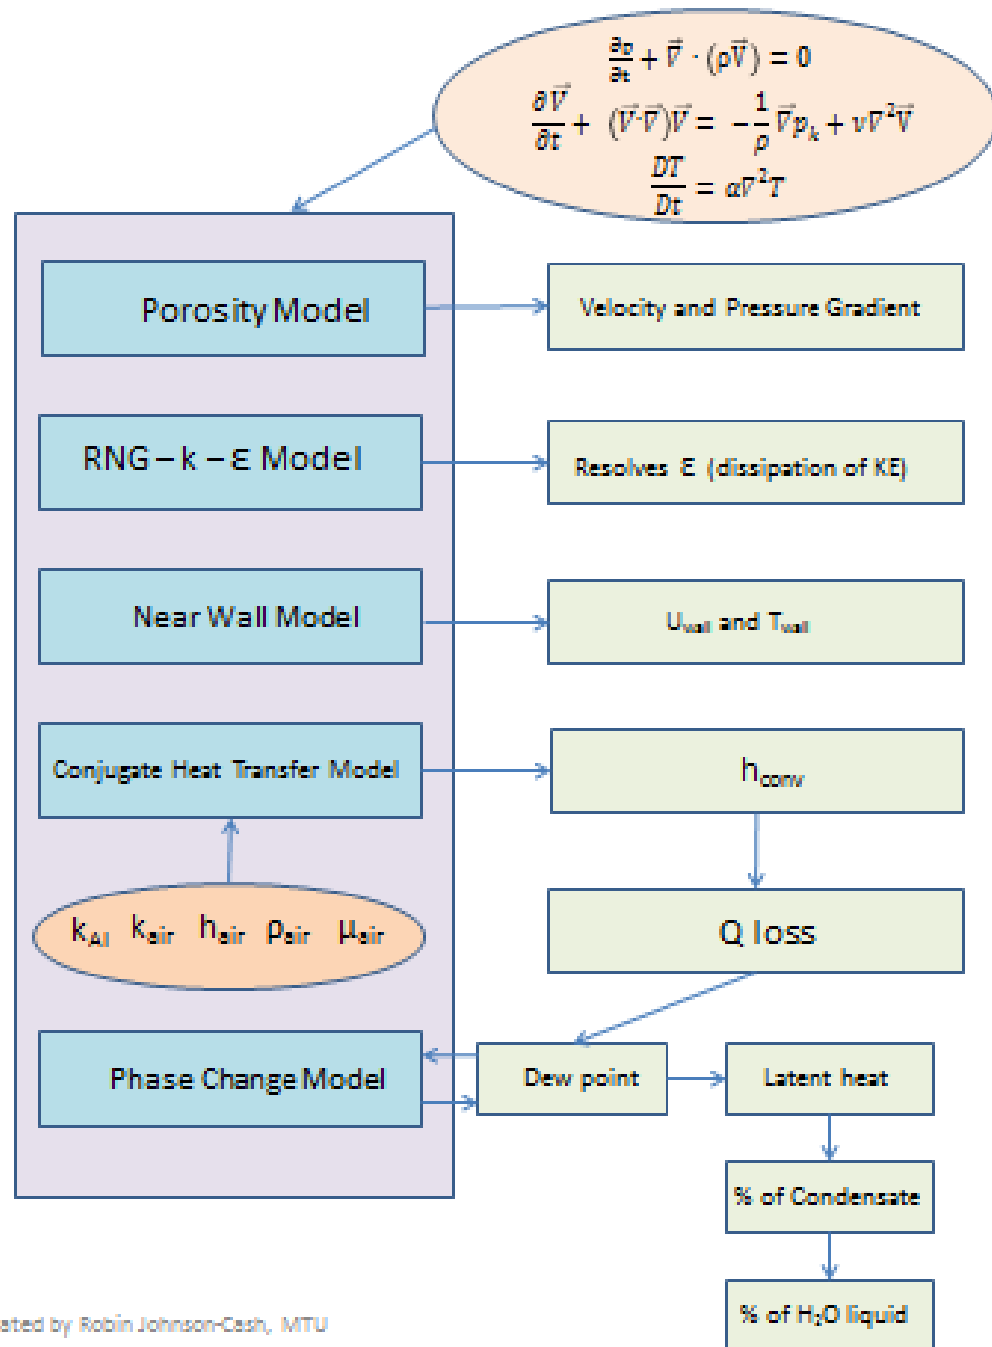 ∂ρ/∂t + ∇⃗ · (ρV⃗) = 0
∂V⃗/∂t + (V⃗·∇⃗)V⃗ = −1/ρ ∇⃗p_k + ν∇²V⃗
DT/Dt = α∇²T
Porosity Model
Velocity and Pressure Gradient
RNG – k – ε Model
Resolves ε (dissipation of KE)
Near Wall Model
U_wall and T_wall
Conjugate Heat Transfer Model
h_conv
k_Al k_air h_air ρ_air μ_air
Q loss
Phase Change Model
Dew point
Latent heat
% of Condensate
% of H₂O liquid
ated by Robin Johnson-Cash, MTU